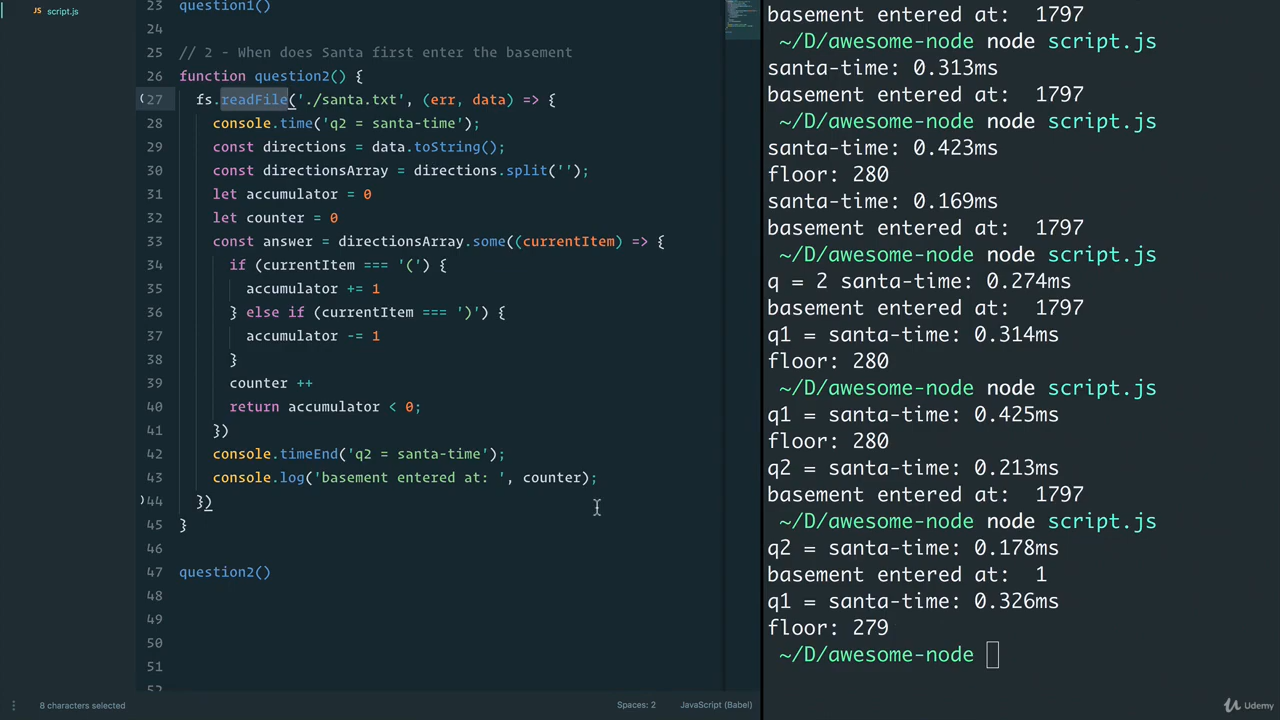 JS script.js
23 question1()
24
25 // 2 - When does Santa first enter the basement
26 function question2() {
27 fs.readFile('./santa.txt', (err, data) => {
28 console.time('q2 = santa-time');
29 const directions = data.toString();
30 const directionsArray = directions.split('');
31 let accumulator = 0
32 let counter = 0
33 const answer = directionsArray.some((currentItem) => {
34 if (currentItem === '(') {
35 accumulator += 1
36 } else if (currentItem === ')') {
37 accumulator -= 1
38 }
39 counter ++
40 return accumulator < 0;
41 })
42 console.timeEnd('q2 = santa-time');
43 console.log('basement entered at: ', counter);
44 })
45 }
46
47 question2()
48
49
50
51
52
8 characters selected
Spaces: 2
JavaScript (Babel)
basement entered at:  1797
~/D/awesome-node node script.js
santa-time: 0.313ms
basement entered at:  1797
~/D/awesome-node node script.js
santa-time: 0.423ms
floor: 280
santa-time: 0.169ms
basement entered at:  1797
~/D/awesome-node node script.js
q = 2 santa-time: 0.274ms
basement entered at:  1797
q1 = santa-time: 0.314ms
floor: 280
~/D/awesome-node node script.js
q1 = santa-time: 0.425ms
floor: 280
q2 = santa-time: 0.213ms
basement entered at:  1797
~/D/awesome-node node script.js
q2 = santa-time: 0.178ms
basement entered at:  1
q1 = santa-time: 0.326ms
floor: 279
~/D/awesome-node
Udemy